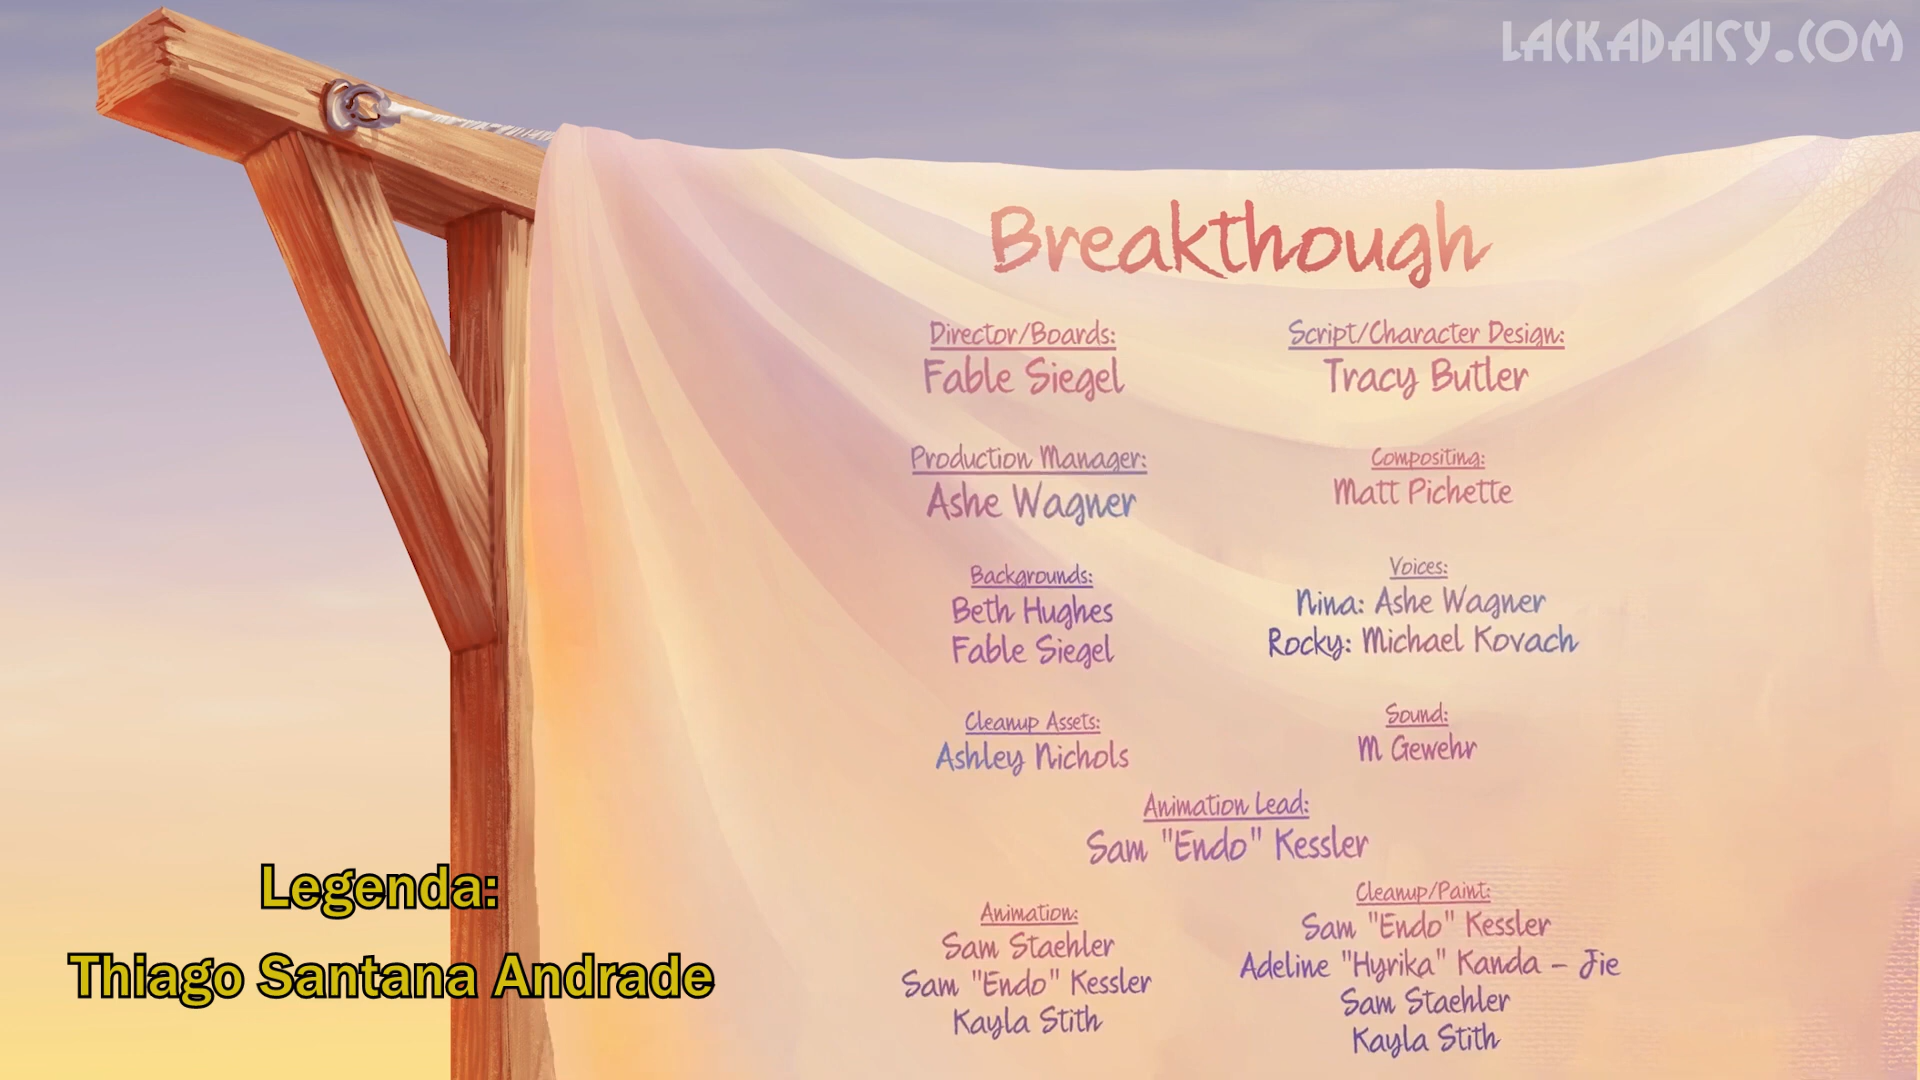 LACKADAISY.COM
Breakthough
Director/Boards:
Fable Siegel
Script/Character Design:
Tracy Butler
Production Manager:
Ashe Wagner
Compositing:
Matt Pichette
Backgrounds:
Beth Hughes
Fable Siegel
Voices:
Nina: Ashe Wagner
Rocky: Michael Kovach
Cleanup Assets:
Ashley Nichols
Sound:
M Gewehr
Animation Lead:
Sam "Endo" Kessler
Animation:
Sam Staehler
Sam "Endo" Kessler
Kayla Stith
Cleanup/Paint:
Sam "Endo" Kessler
Adeline "Hyrika" Kanda – Jie
Sam Staehler
Kayla Stith
Legenda:
Thiago Santana Andrade